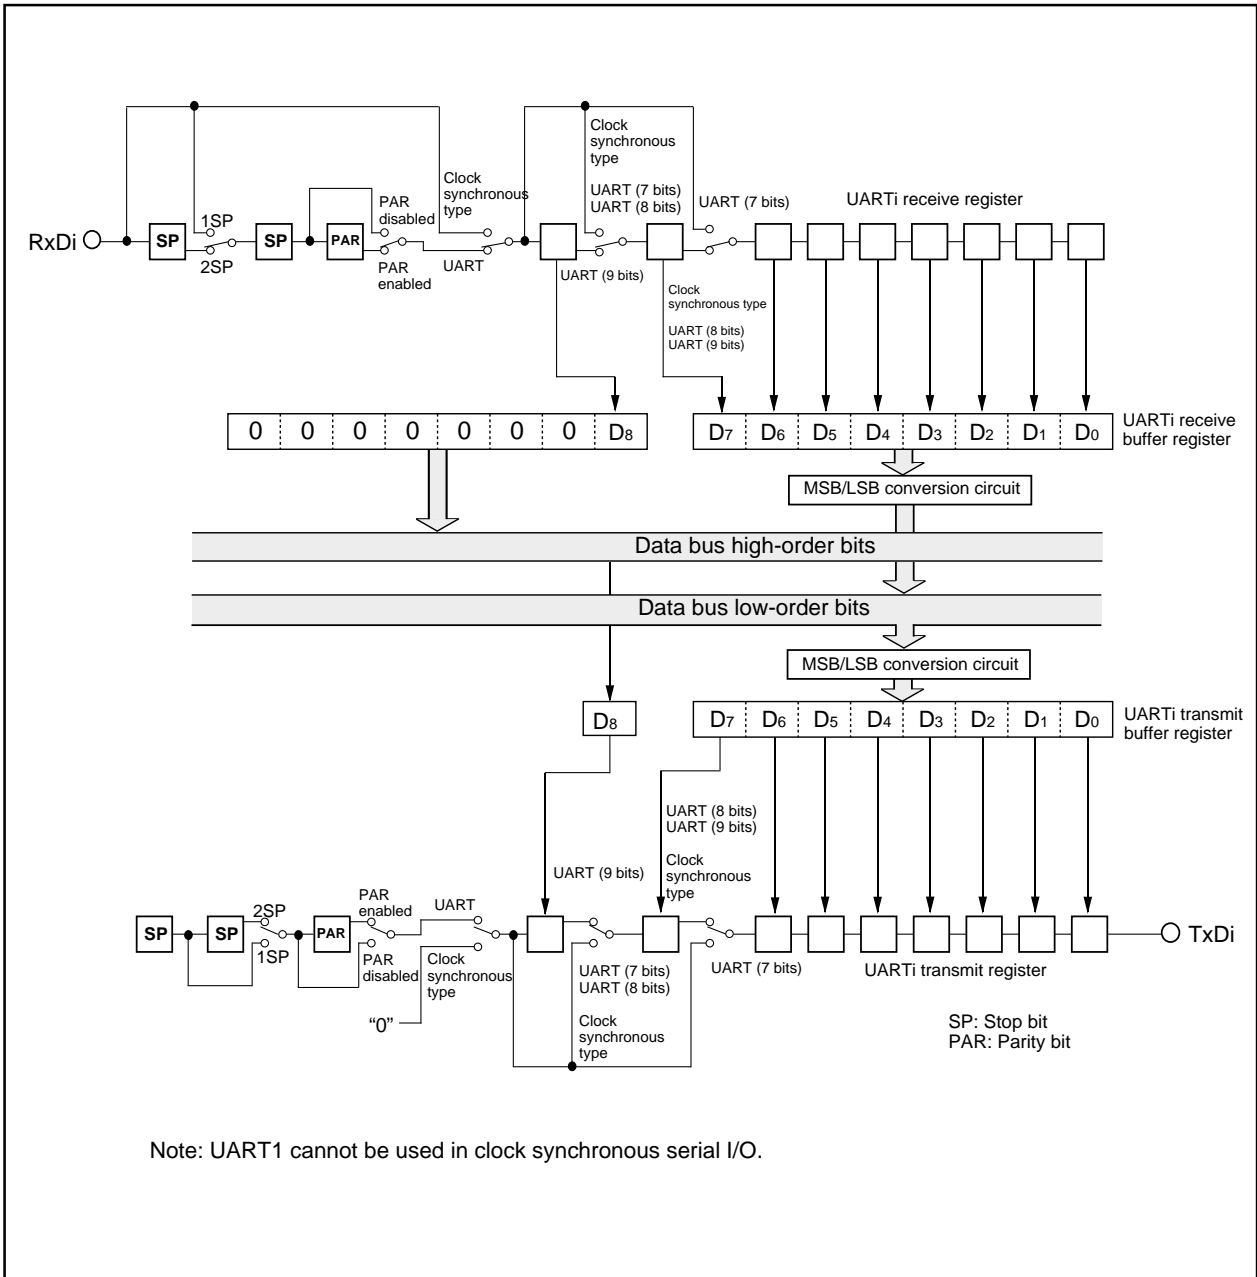 Clock
synchronous
type
UART (7 bits)
UART (8 bits)
UART (7 bits)
UARTi receive register
Clock
synchronous
type
PAR
disabled
1SP
RxDi
SP
SP
PAR
2SP
PAR
enabled
UART
UART (9 bits)
Clock
synchronous type
UART (8 bits)
UART (9 bits)
0 0 0 0 0 0 0 D8
D7 D6 D5 D4 D3 D2 D1 D0
UARTi receive
buffer register
MSB/LSB conversion circuit
Data bus high-order bits
Data bus low-order bits
MSB/LSB conversion circuit
D8
D7 D6 D5 D4 D3 D2 D1 D0
UARTi transmit
buffer register
UART (8 bits)
UART (9 bits)
Clock
synchronous
type
UART (9 bits)
PAR
enabled
UART
2SP
SP
SP
PAR
TxDi
1SP
PAR
disabled
Clock
synchronous
type
"0"
UART (7 bits)
UART (8 bits)
Clock
synchronous
type
UART (7 bits)
UARTi transmit register
SP: Stop bit
PAR: Parity bit
Note: UART1 cannot be used in clock synchronous serial I/O.